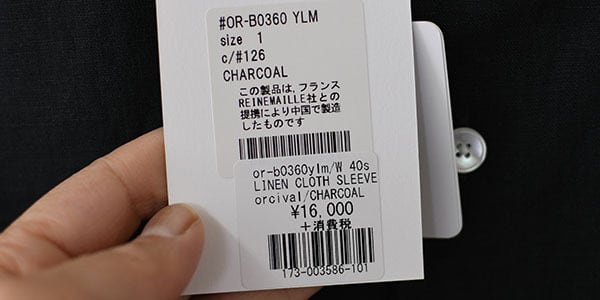 #OR-B0360 YLM
size 1
c/#126
CHARCOAL
この製品は,フランス
REINEMAILLE社との
提携により中国で製造
したものです
or-b0360ylm/W 40s
LINEN CLOTH SLEEVE
orcival/CHARCOAL
¥16,000
+消費税
173-003586-101